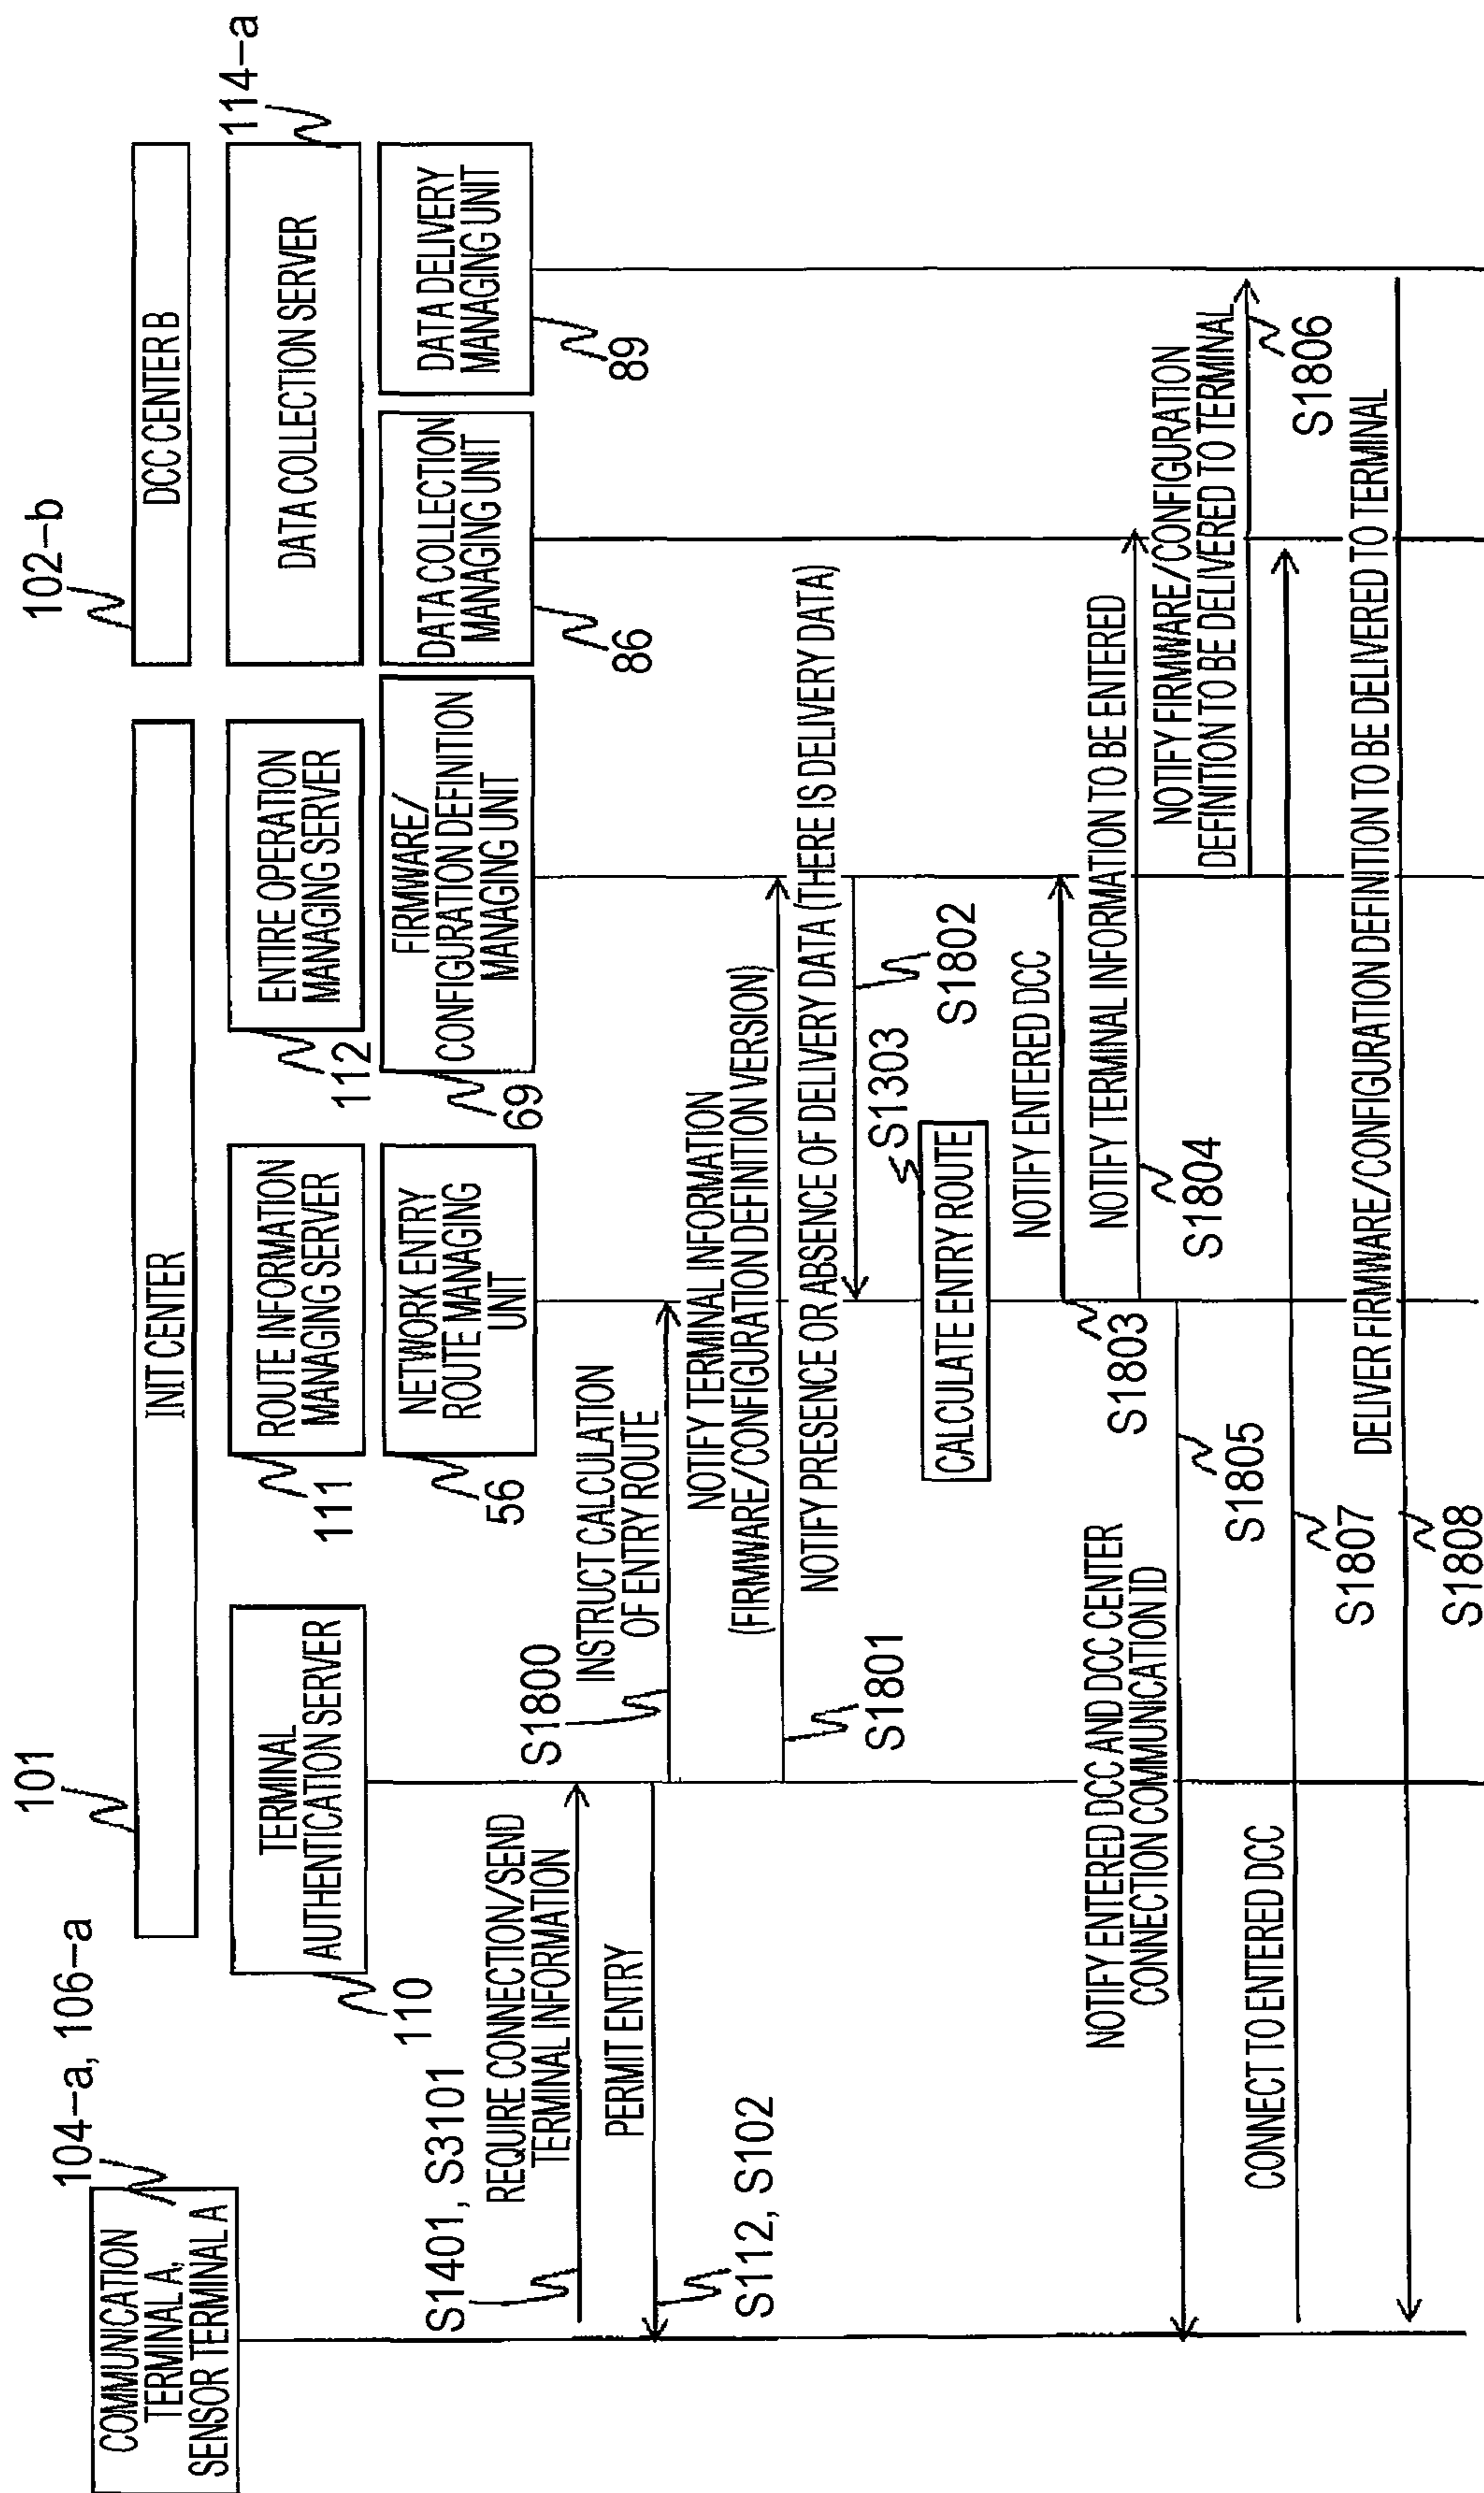 COMMUNICATION
TERMINAL A,
SENSOR TERMINAL A
104-a, 106-a
101
INIT CENTER
102-b
DCC CENTER B
TERMINAL
AUTHENTICATION SERVER
110
ROUTE INFORMATION
MANAGING SERVER
111
ENTIRE OPERATION
MANAGING SERVER
112
DATA COLLECTION SERVER
114-a
NETWORK ENTRY
ROUTE MANAGING
UNIT
56
FIRMWARE/
CONFIGURATION DEFINITION
MANAGING UNIT
69
DATA COLLECTION
MANAGING UNIT
86
DATA DELIVERY
MANAGING UNIT
89
S1401, S3101
REQUIRE CONNECTION/SEND
TERMINAL INFORMATION
PERMIT ENTRY
S112, S102
S1800
INSTRUCT CALCULATION
OF ENTRY ROUTE
NOTIFY TERMINAL INFORMATION
(FIRMWARE/CONFIGURATION DEFINITION VERSION)
S1801
NOTIFY PRESENCE OR ABSENCE OF DELIVERY DATA (THERE IS DELIVERY DATA)
S1802
S1303
CALCULATE ENTRY ROUTE
NOTIFY ENTERED DCC
S1803
NOTIFY TERMINAL INFORMATION TO BE ENTERED
S1804
NOTIFY ENTERED DCC AND DCC CENTER
CONNECTION COMMUNICATION ID
S1805
NOTIFY FIRMWARE/CONFIGURATION
DEFINITION TO BE DELIVERED TO TERMINAL
S1806
CONNECT TO ENTERED DCC
S1807
DELIVER FIRMWARE/CONFIGURATION DEFINITION TO BE DELIVERED TO TERMINAL
S1808